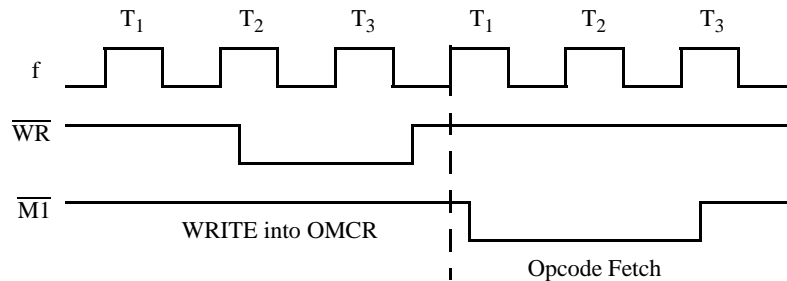 T1 T2 T3 T1 T2 T3
f
WR
M1
WRITE into OMCR
Opcode Fetch